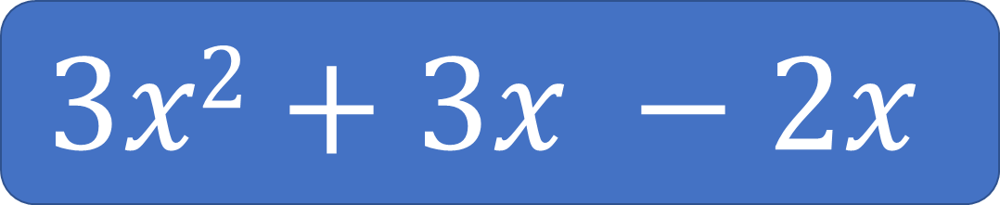 3x² + 3x − 2x